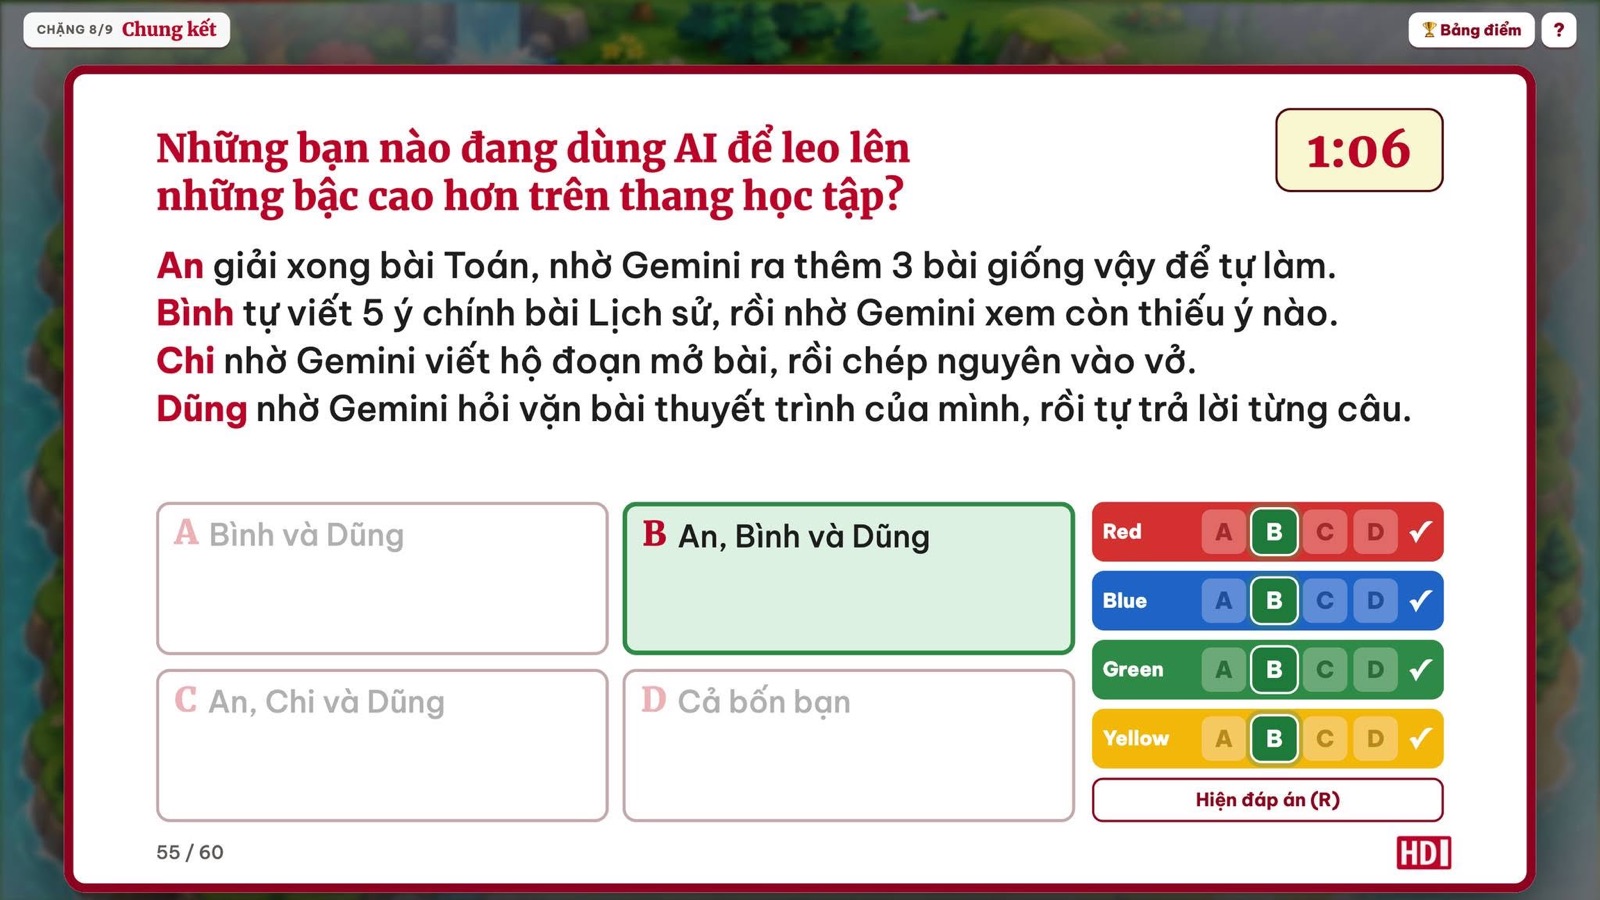 CHẶNG 8/9 Chung kết
🏆 Bảng điểm
?
Những bạn nào đang dùng AI để leo lên
những bậc cao hơn trên thang học tập?
1:06
An giải xong bài Toán, nhờ Gemini ra thêm 3 bài giống vậy để tự làm.
Bình tự viết 5 ý chính bài Lịch sử, rồi nhờ Gemini xem còn thiếu ý nào.
Chi nhờ Gemini viết hộ đoạn mở bài, rồi chép nguyên vào vở.
Dũng nhờ Gemini hỏi vặn bài thuyết trình của mình, rồi tự trả lời từng câu.
A Bình và Dũng
B An, Bình và Dũng
C An, Chi và Dũng
D Cả bốn bạn
Red A B C D ✓
Blue A B C D ✓
Green A B C D ✓
Yellow A B C D ✓
Hiện đáp án (R)
55 / 60
HDI